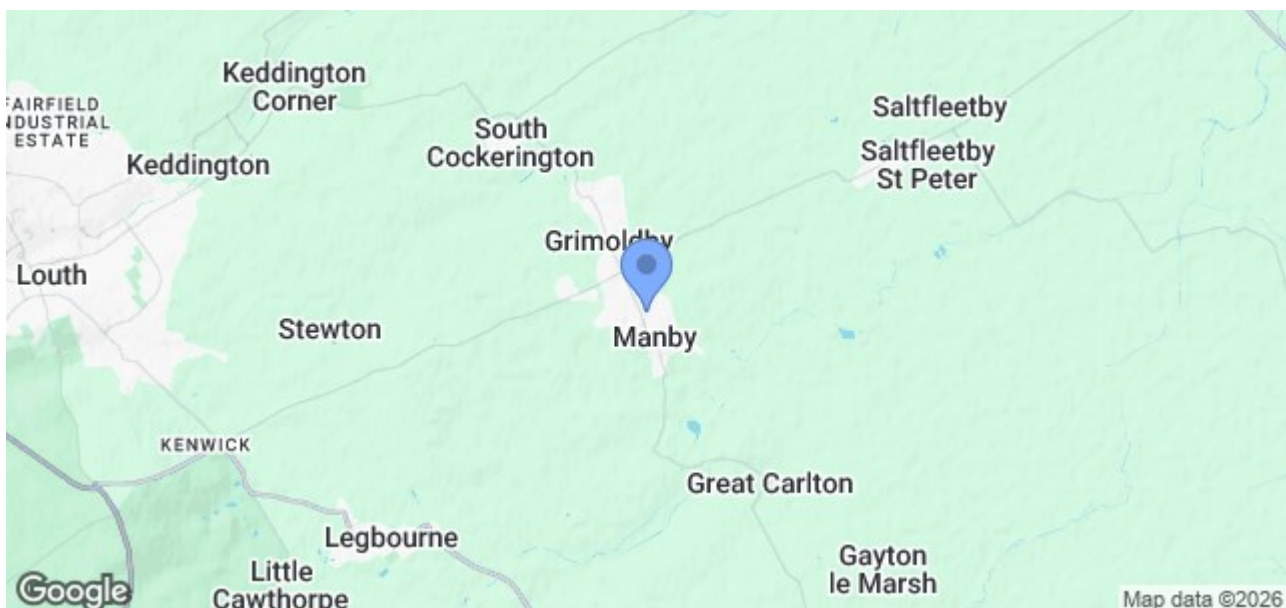 Keddington
Corner
FAIRFIELD
INDUSTRIAL
ESTATE
South
Cockerington
Saltfleetby
Keddington
Saltfleetby
St Peter
Grimoldby
Louth
Stewton
Manby
KENWICK
Great Carlton
Legbourne
Little
Cawthorpe
Gayton
le Marsh
Google
Map data ©2026